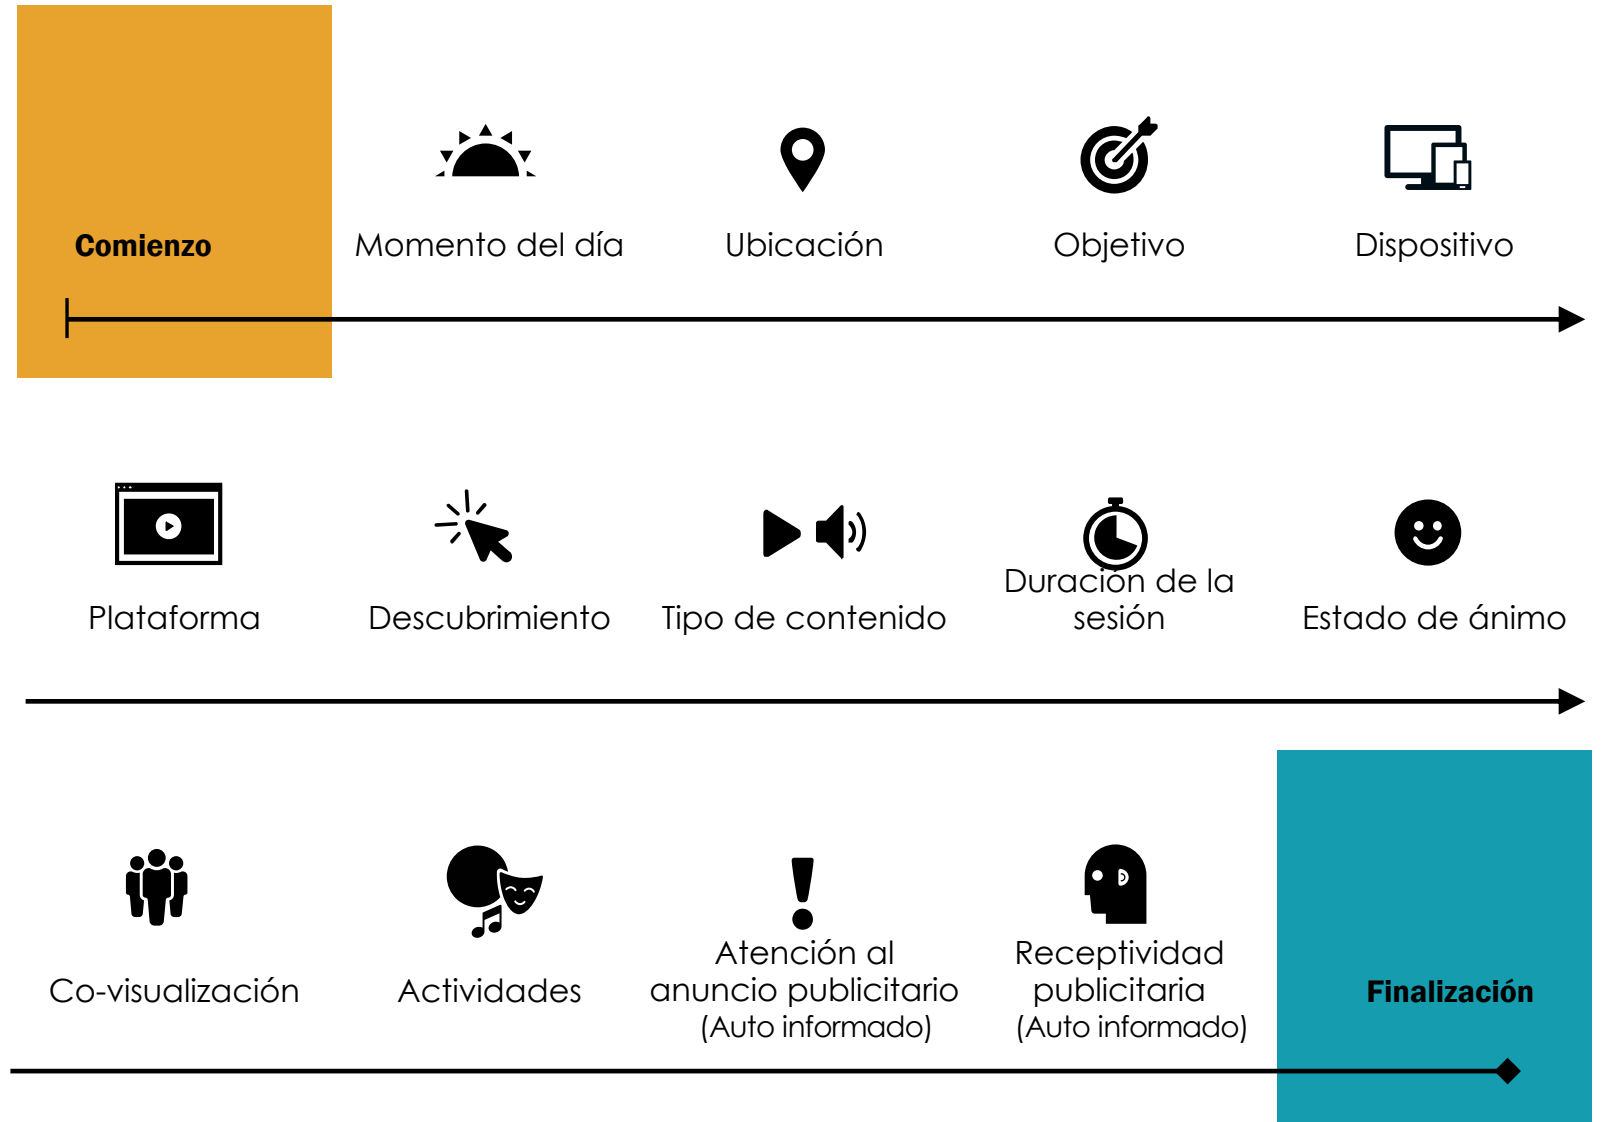 Comienzo
Momento del día
Ubicación
Objetivo
Dispositivo
Plataforma
Descubrimiento
Tipo de contenido
Duración de la
sesión
Estado de ánimo
Co-visualización
Actividades
Atención al
anuncio publicitario
(Auto informado)
Receptividad
publicitaria
(Auto informado)
Finalización